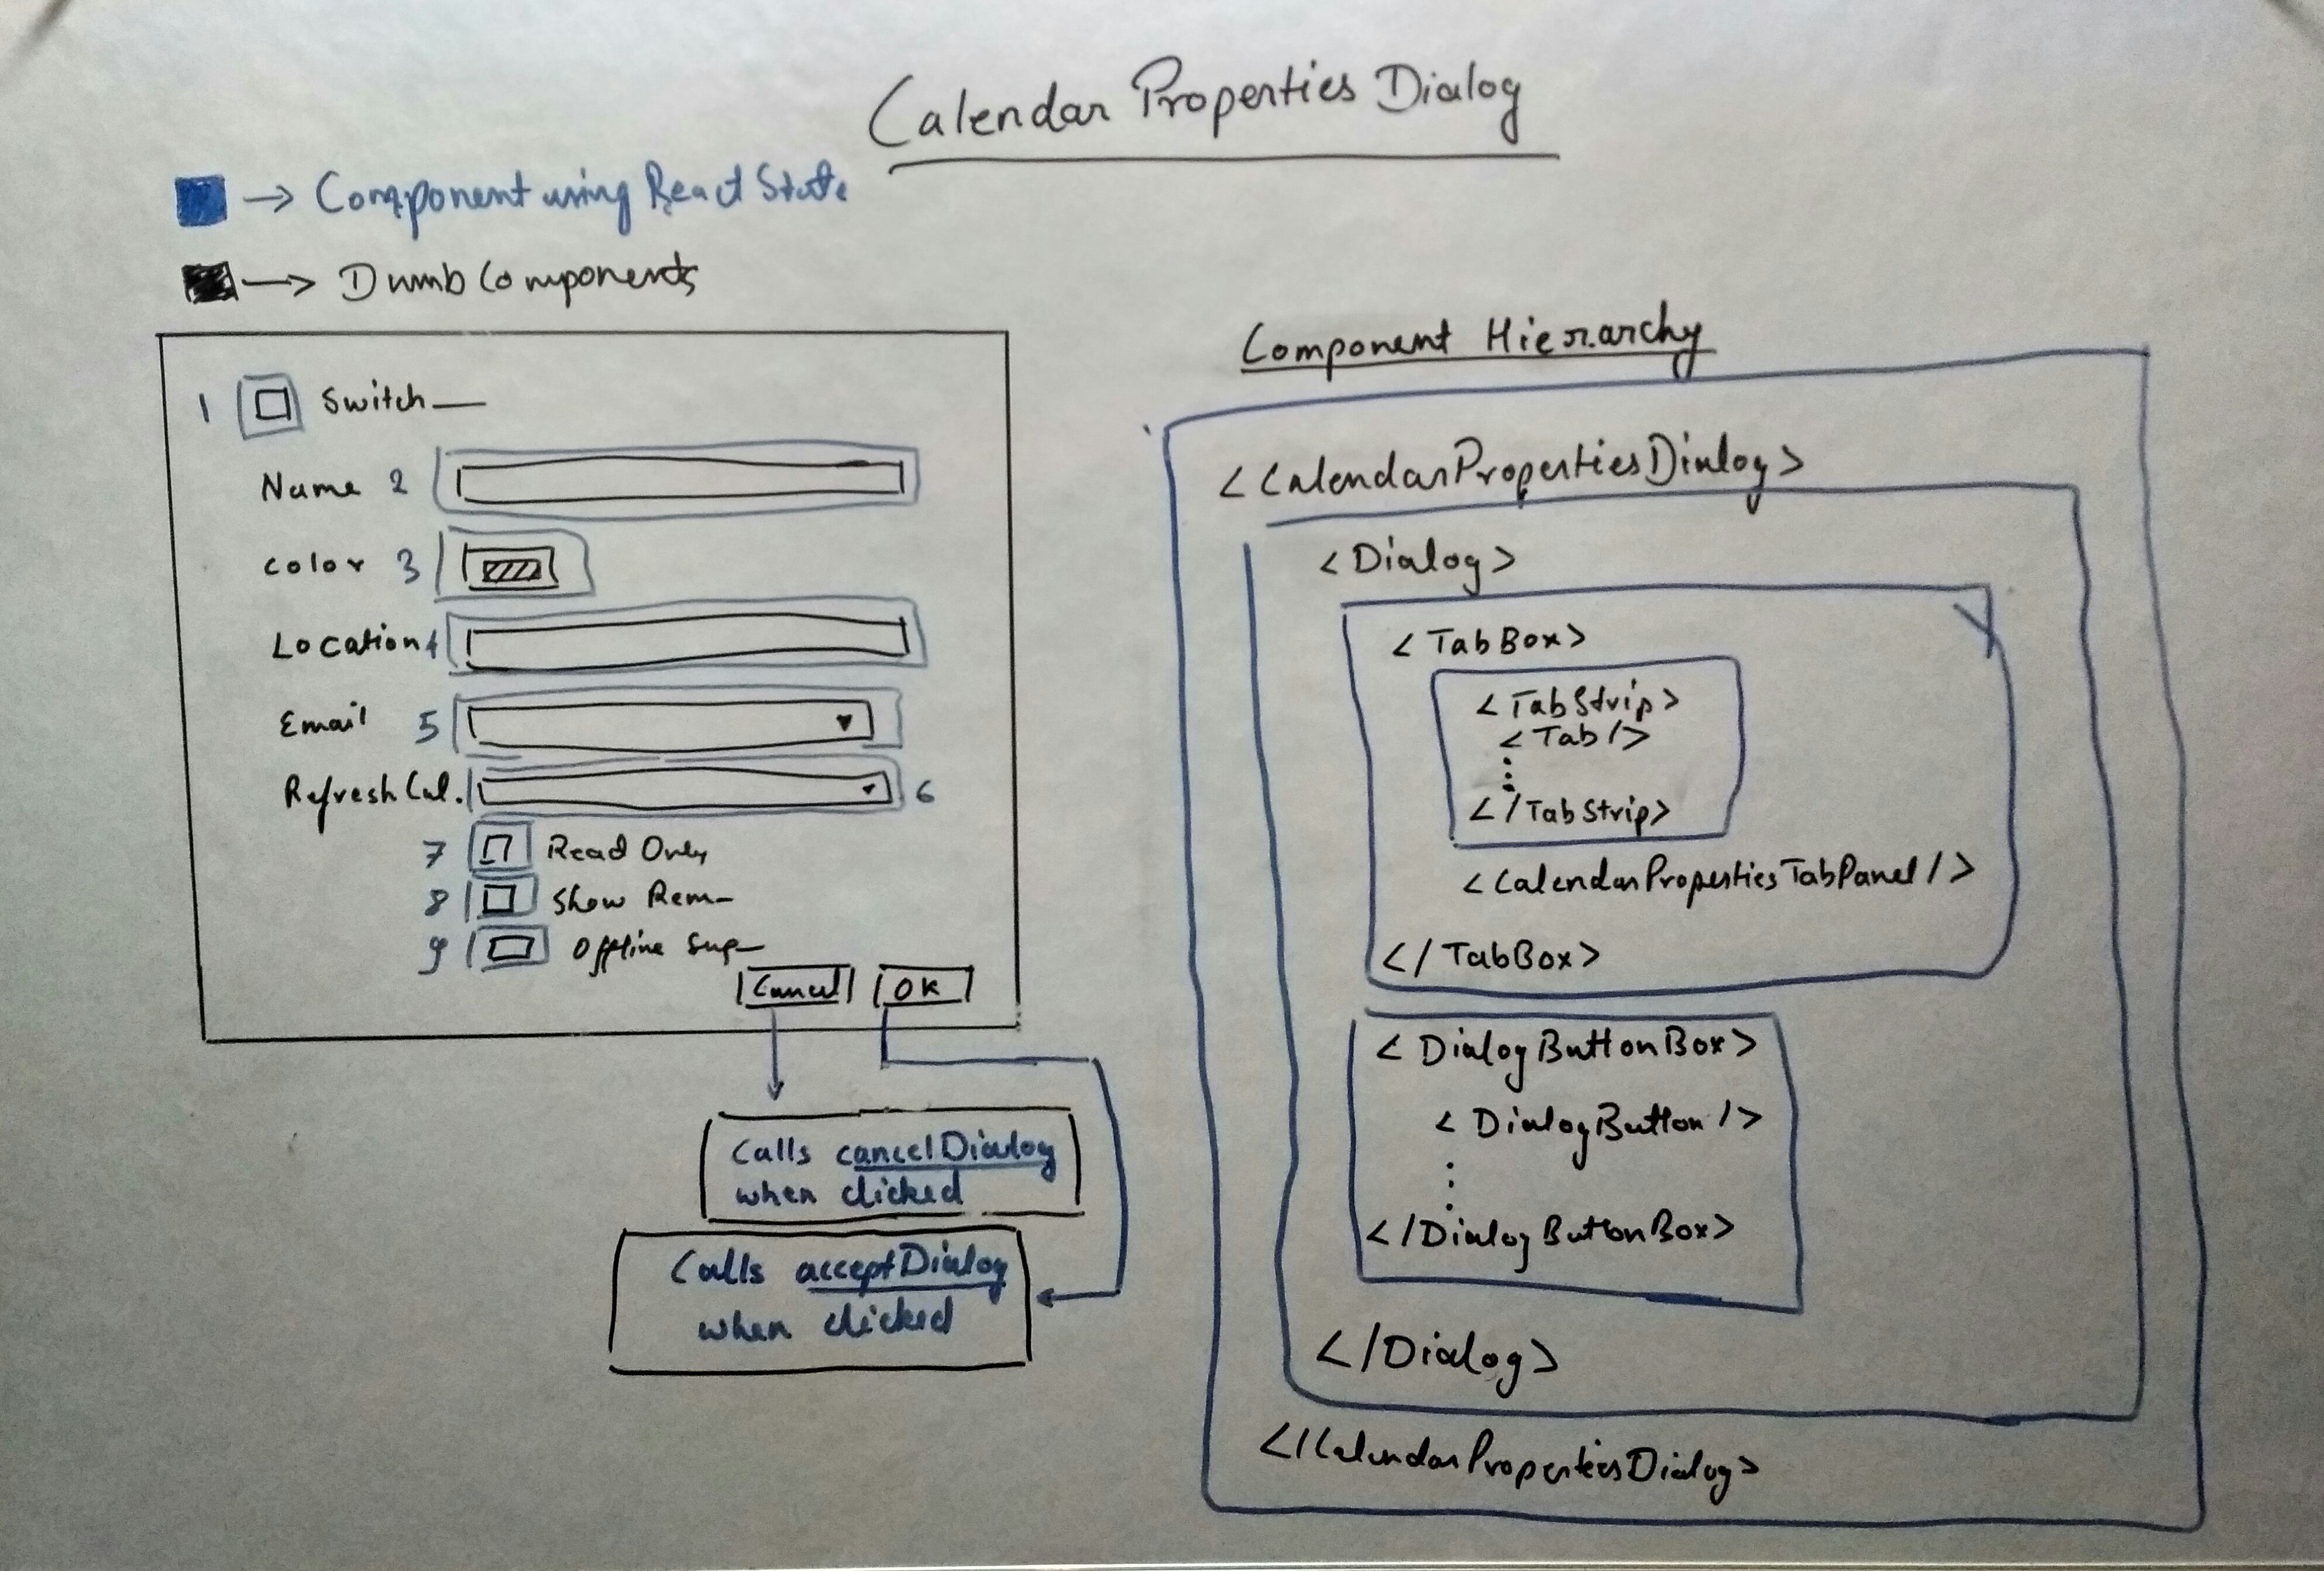 Calendar Properties Dialog
→ Component using React State
→ Dumb Components
1 Switch
Name 2
Color 3
Location 4
Email 5
Refresh Cal. 6
7 Read Only
8 Show Rem
9 Offline Sup
Cancel OK
Calls cancelDialog
when clicked
Calls acceptDialog
when clicked
Component Hierarchy
<CalendarPropertiesDialog>
<Dialog>
<TabBox>
<TabStrip>
<Tab/>
</TabStrip>
<CalendarPropertiesTabPanel/>
</TabBox>
<DialogButtonBox>
<DialogButton/>
</DialogButtonBox>
</Dialog>
</CalendarPropertiesDialog>